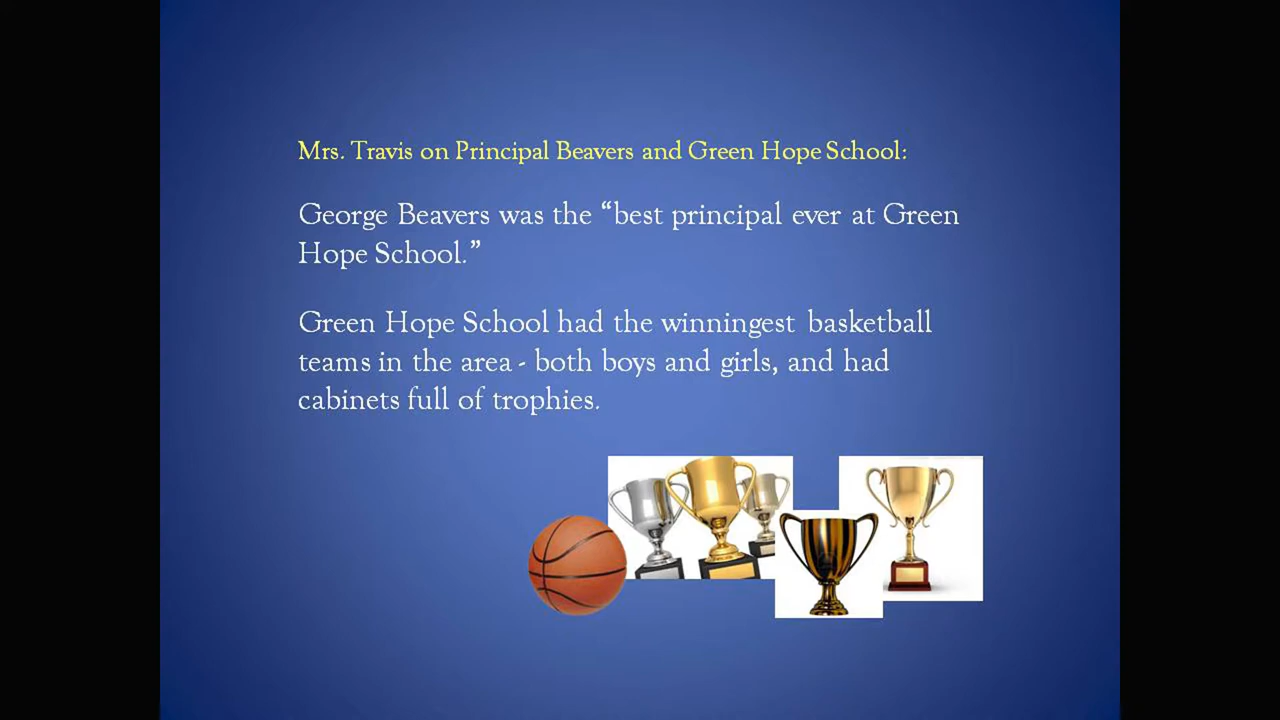 Mrs. Travis on Principal Beavers and Green Hope School:
George Beavers was the “best principal ever at Green
Hope School.”
Green Hope School had the winningest basketball
teams in the area - both boys and girls, and had
cabinets full of trophies.